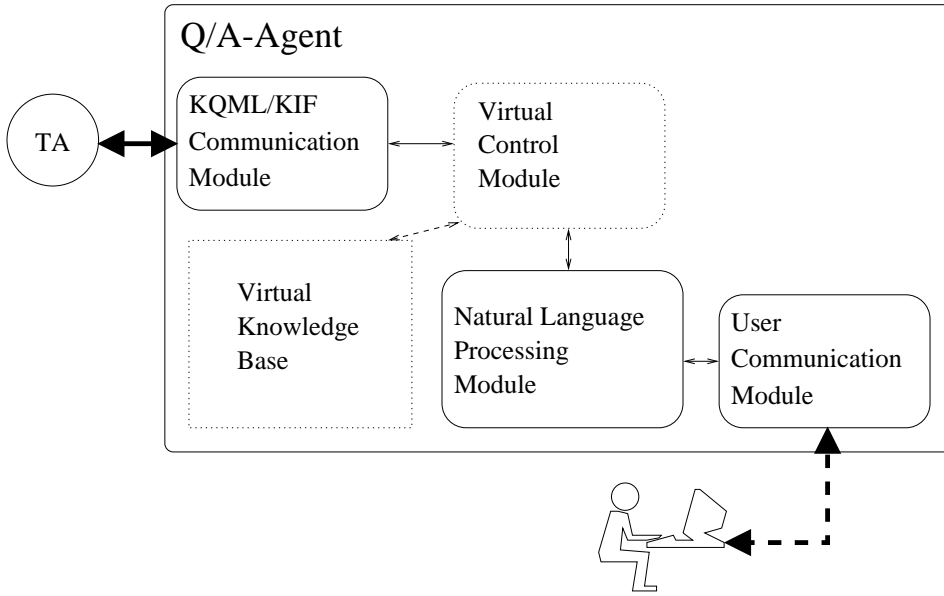 Q/A-Agent
TA
KQML/KIF
Communication
Module
Virtual
Control
Module
Virtual
Knowledge
Base
Natural Language
Processing
Module
User
Communication
Module